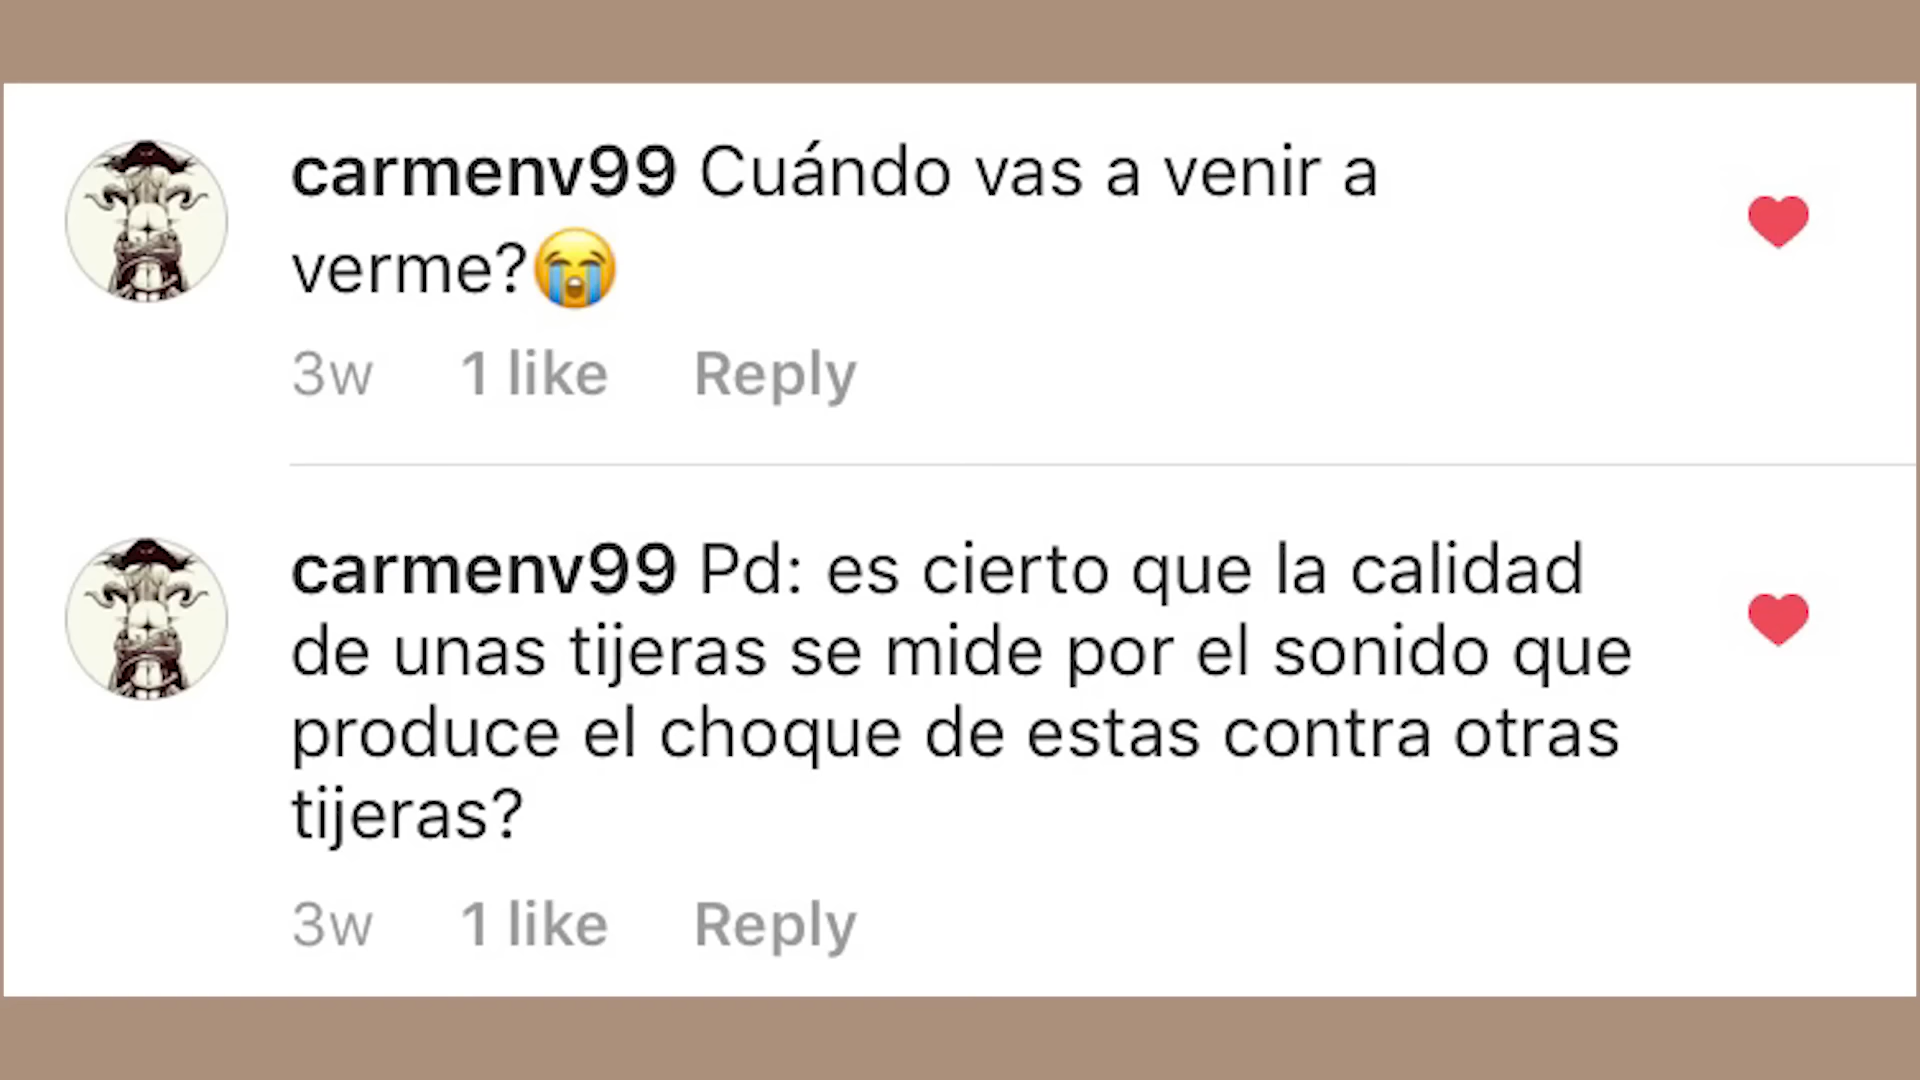 carmenv99 Cuándo vas a venir a
verme?😭
3w 1 like Reply
carmenv99 Pd: es cierto que la calidad
de unas tijeras se mide por el sonido que
produce el choque de estas contra otras
tijeras?
3w 1 like Reply